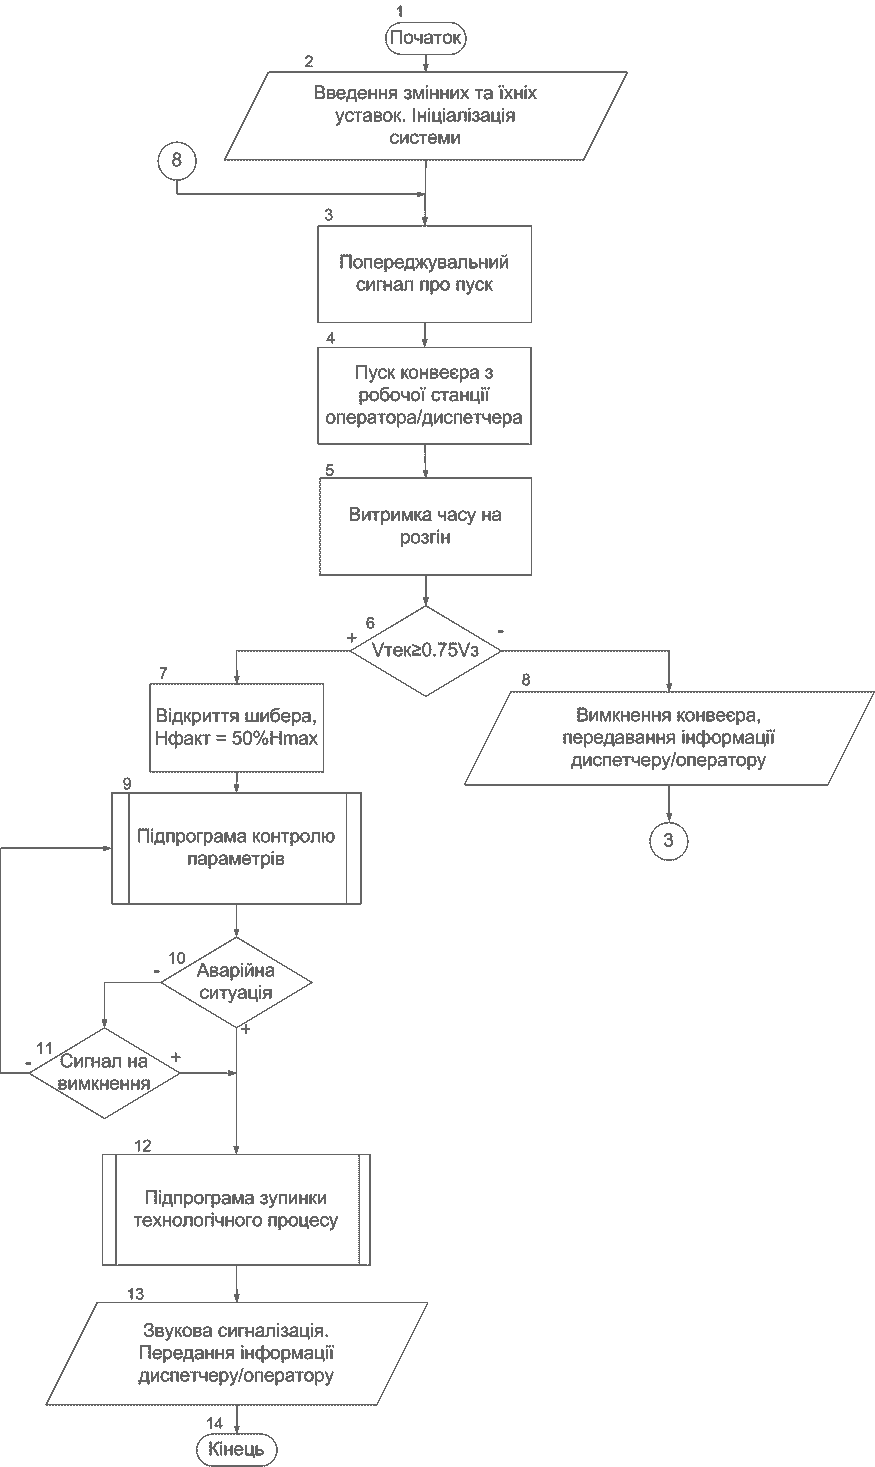 1
Початок
2
Введення змінних та їхніх
уставок. Ініціалізація
системи
8
3
Попереджувальний
сигнал про пуск
4
Пуск конвеєра з
робочої станції
оператора/диспетчера
5
Витримка часу на
розгін
6
+
-
Vтек≥0.75Vз
7
Відкриття шибера,
Нфакт = 50%Hmax
8
Вимкнення конвеєра,
передавання інформації
диспетчеру/оператору
3
9
Підпрограма контролю
параметрів
10
-
Аварійна
ситуація
+
11
-
+
Сигнал на
вимкнення
12
Підпрограма зупинки
технологічного процесу
13
Звукова сигналізація.
Передання інформації
диспетчеру/оператору
14
Кінець